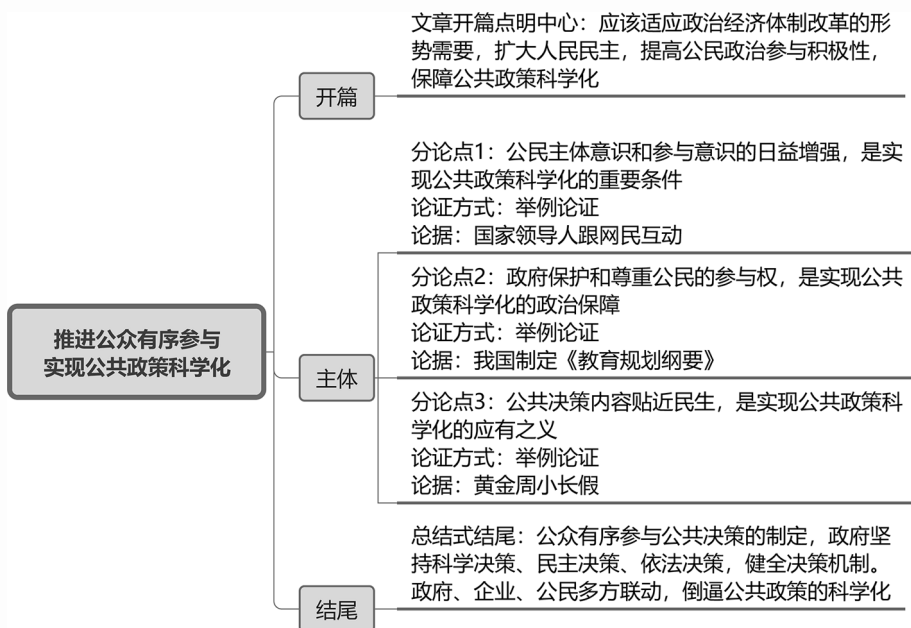 文章开篇点明中心：应该适应政治经济体制改革的形
势需要，扩大人民民主，提高公民政治参与积极性，
保障公共政策科学化
开篇
分论点1：公民主体意识和参与意识的日益增强，是实
现公共政策科学化的重要条件
论证方式：举例论证
论据：国家领导人跟网民互动
分论点2：政府保护和尊重公民的参与权，是实现公共
政策科学化的政治保障
论证方式：举例论证
论据：我国制定《教育规划纲要》
推进公众有序参与
实现公共政策科学化
主体
分论点3：公共决策内容贴近民生，是实现公共政策科
学化的应有之义
论证方式：举例论证
论据：黄金周小长假
总结式结尾：公众有序参与公共决策的制定，政府坚
持科学决策、民主决策、依法决策，健全决策机制。
政府、企业、公民多方联动，倒逼公共政策的科学化
结尾